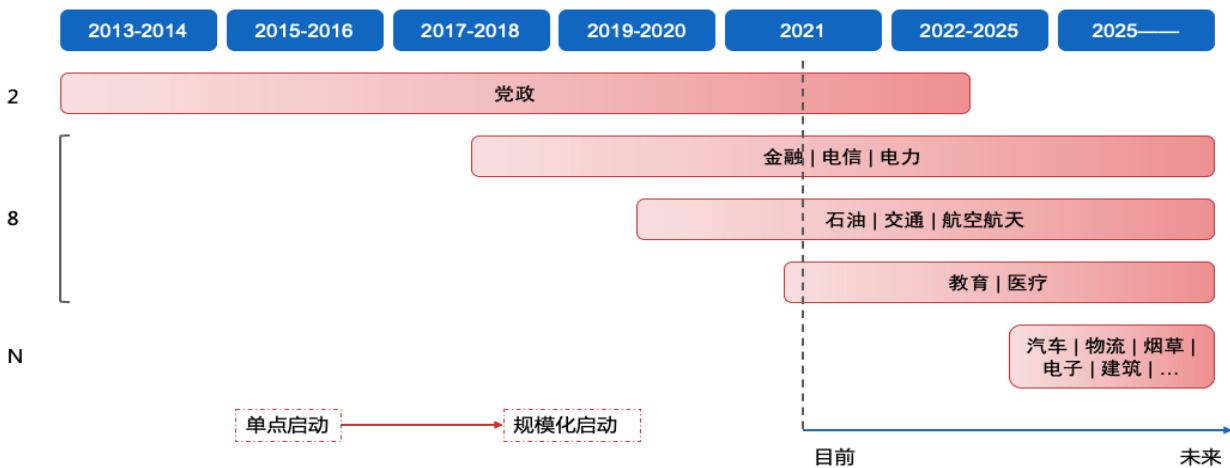 2013-2014
2015-2016
2017-2018
2019-2020
2021
2022-2025
2025——
2
党政
金融 | 电信 | 电力
8
石油 | 交通 | 航空航天
教育 | 医疗
N
汽车 | 物流 | 烟草 |
电子 | 建筑 | ...
单点启动
规模化启动
目前
未来